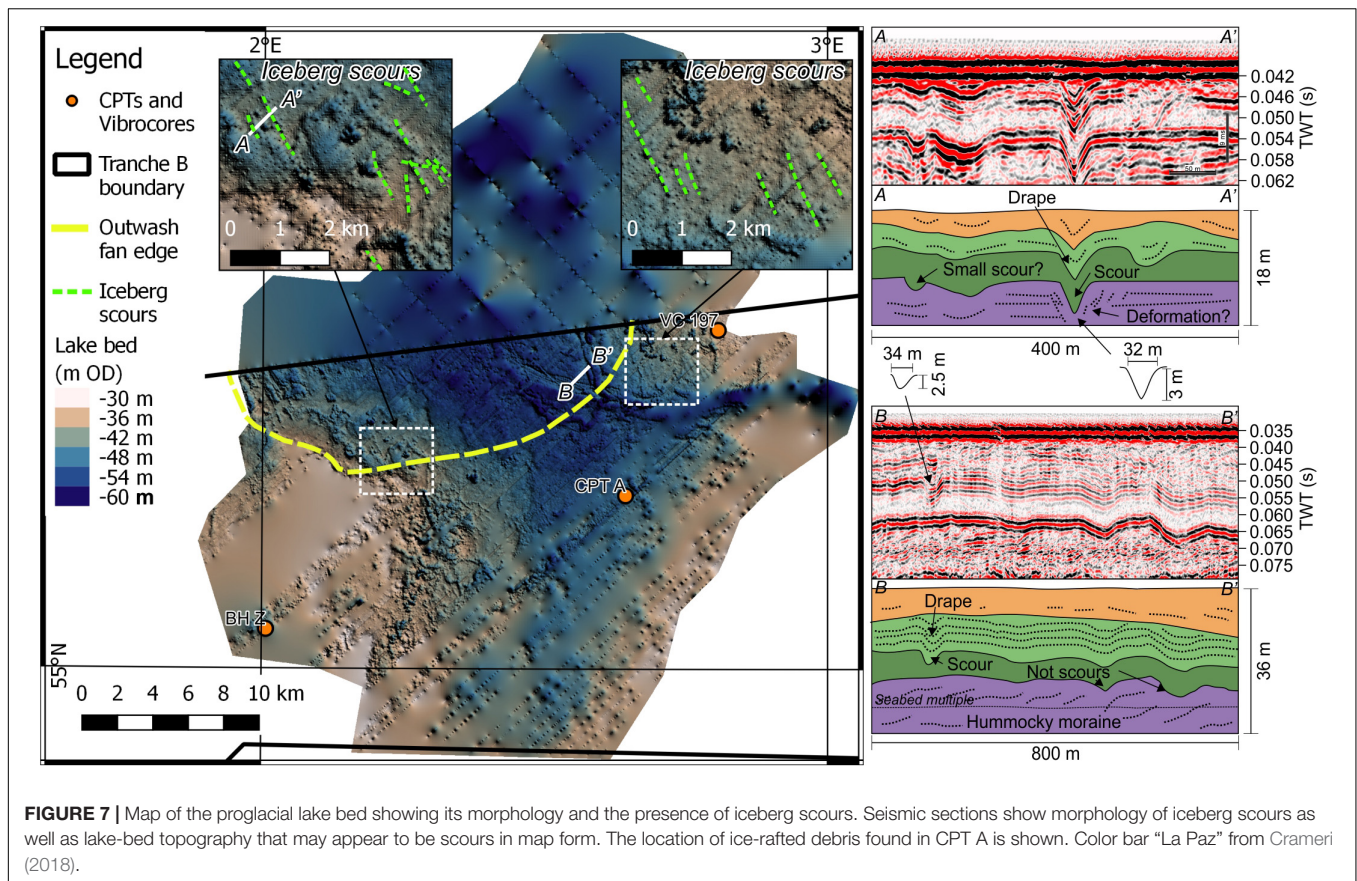 Legend
CPTs and
Vibrocores
Tranche B
boundary
Outwash
fan edge
Iceberg
scours
Lake bed
(m OD)
-30 m
-36 m
-42 m
-48 m
-54 m
-60 m
2°E
3°E
55°N
Iceberg scours
A
A'
0 1 2 km
Iceberg scours
0 1 2 km
VC 197
B
B'
CPT A
BH Z
0 2 4 6 8 10 km
A
A'
0.042
0.046
0.050
0.054
0.058
0.062
TWT (s)
50 m
A
A'
Drape
Small scour?
Scour
Deformation?
18 m
400 m
34 m
2.5 m
32 m
3 m
B
B'
0.035
0.040
0.045
0.050
0.055
0.060
0.065
0.070
0.075
TWT (s)
B
B'
Drape
Scour
Not scours
Seabed multiple
Hummocky moraine
36 m
800 m
FIGURE 7 | Map of the proglacial lake bed showing its morphology and the presence of iceberg scours. Seismic sections show morphology of iceberg scours as
well as lake-bed topography that may appear to be scours in map form. The location of ice-rafted debris found in CPT A is shown. Color bar “La Paz” from Crameri
(2018).